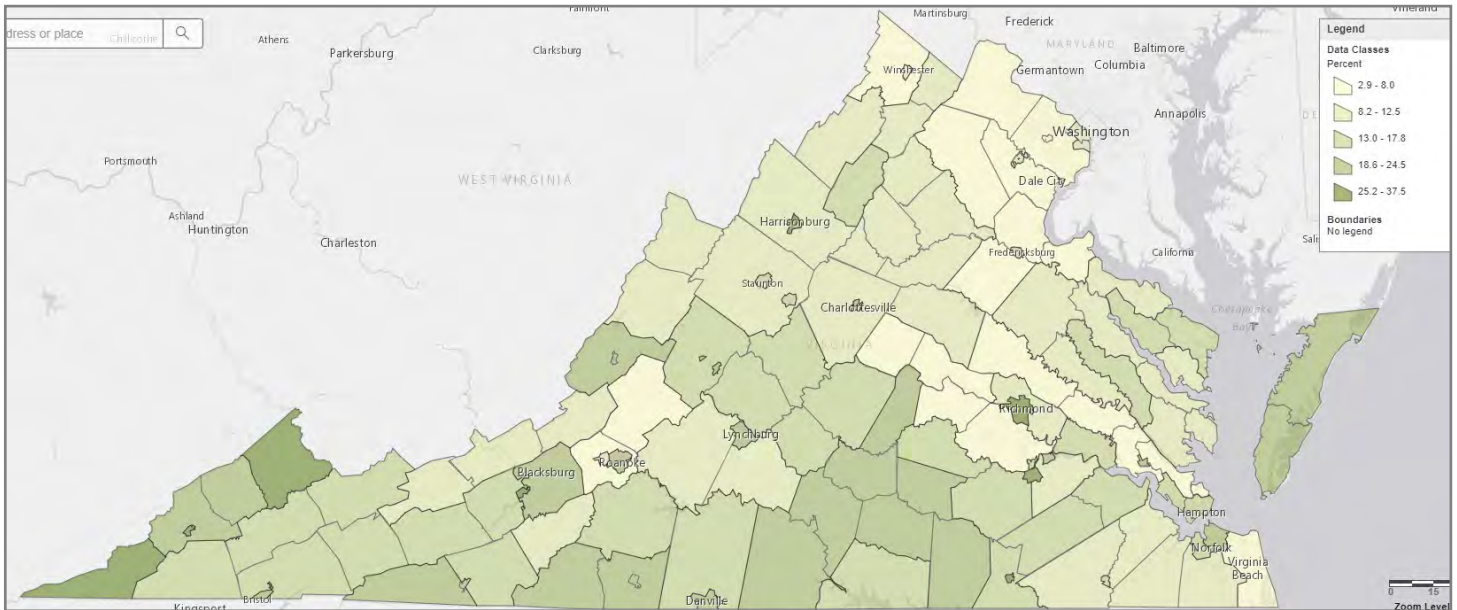 Martinsburg
Frederick
dress or place
Athens
Parkersburg
Clarksburg
MARYLAND
Baltimore
Columbia
Germantown
Winchester
Annapolis
Washington
Portsmouth
WEST VIRGINIA
Dale City
Ashland
Huntington
Charleston
Harrisonburg
Fredericksburg
California
Staunton
Charlottesville
Chesapeake
Bay
VIRGINIA
Richmond
Lynchburg
Roanoke
Blacksburg
Hampton
Norfolk
Virginia
Beach
Kingsport
Bristol
Danville
Legend
Data Classes
Percent
2.9 - 8.0
8.2 - 12.5
13.0 - 17.8
18.6 - 24.5
25.2 - 37.5
Boundaries
No legend
0 15
Zoom Level